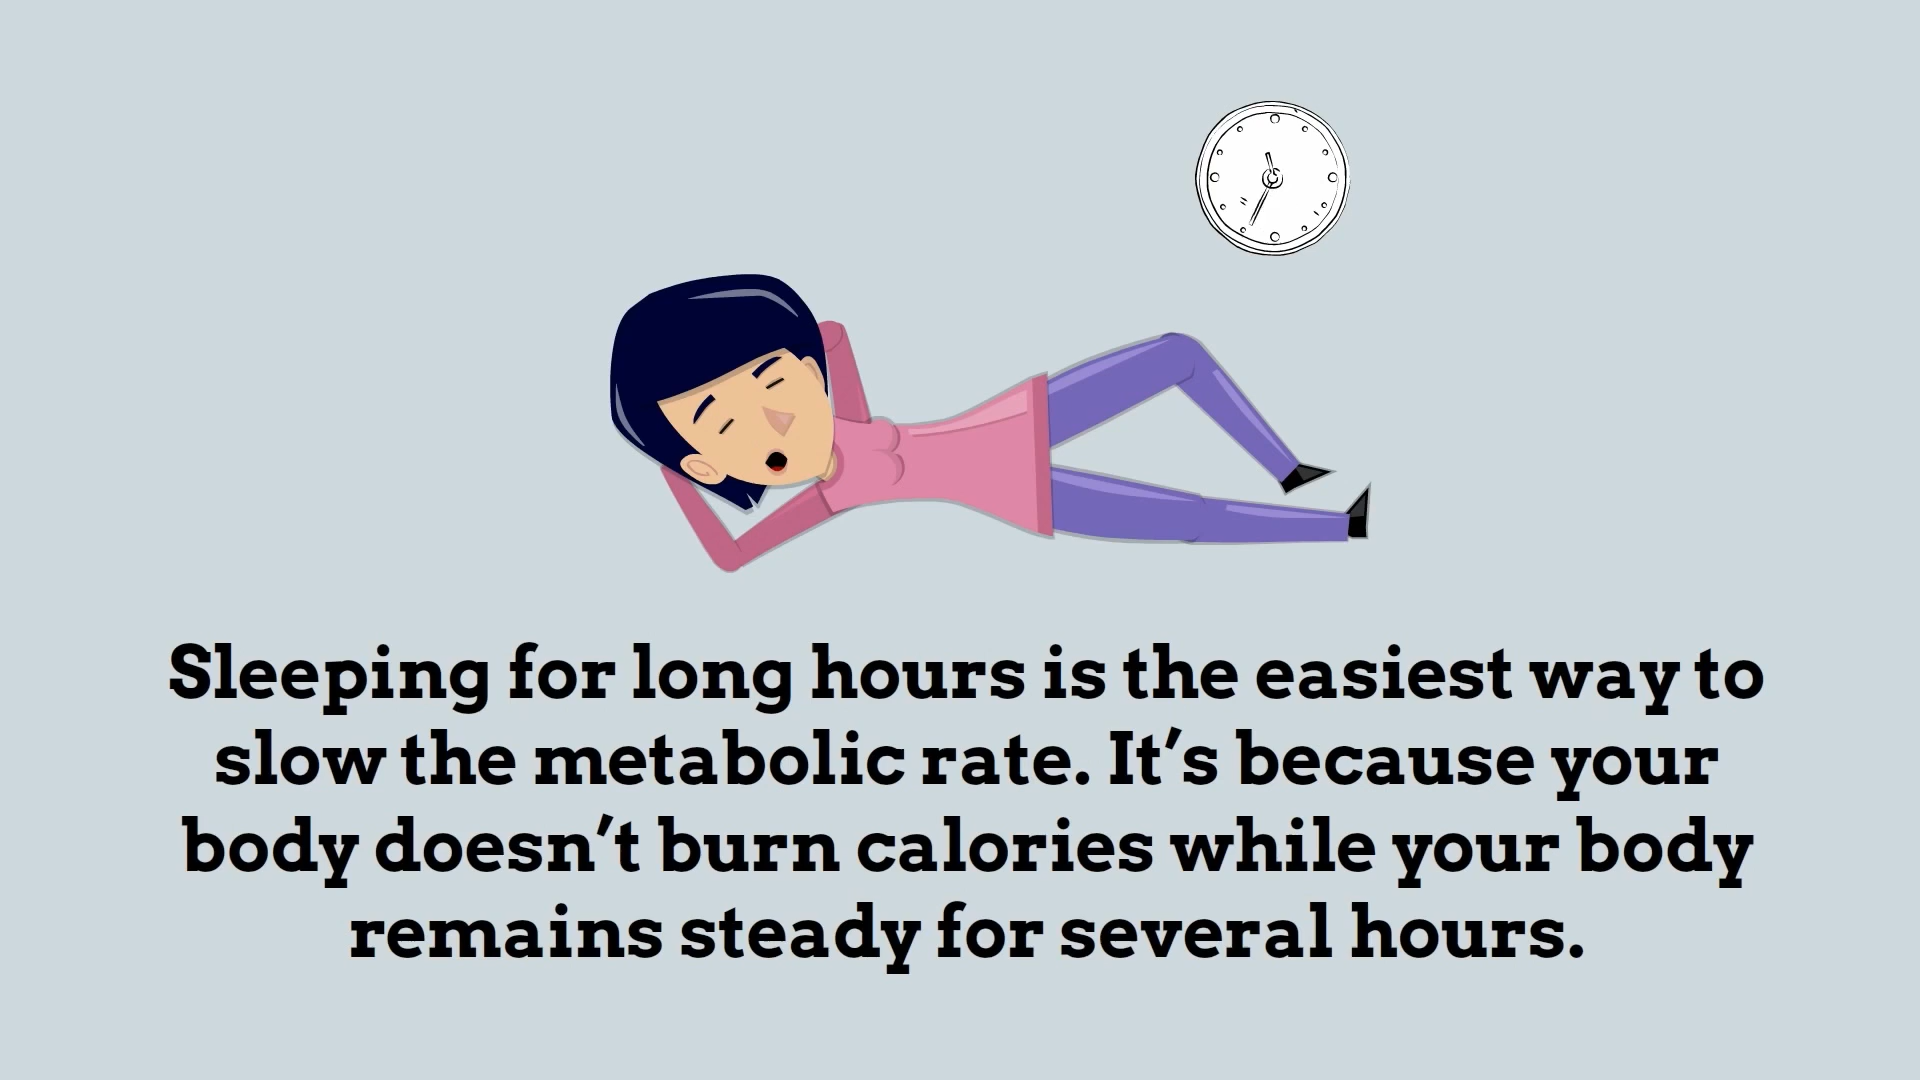 Sleeping for long hours is the easiest way to
slow the metabolic rate. It’s because your
body doesn’t burn calories while your body
remains steady for several hours.